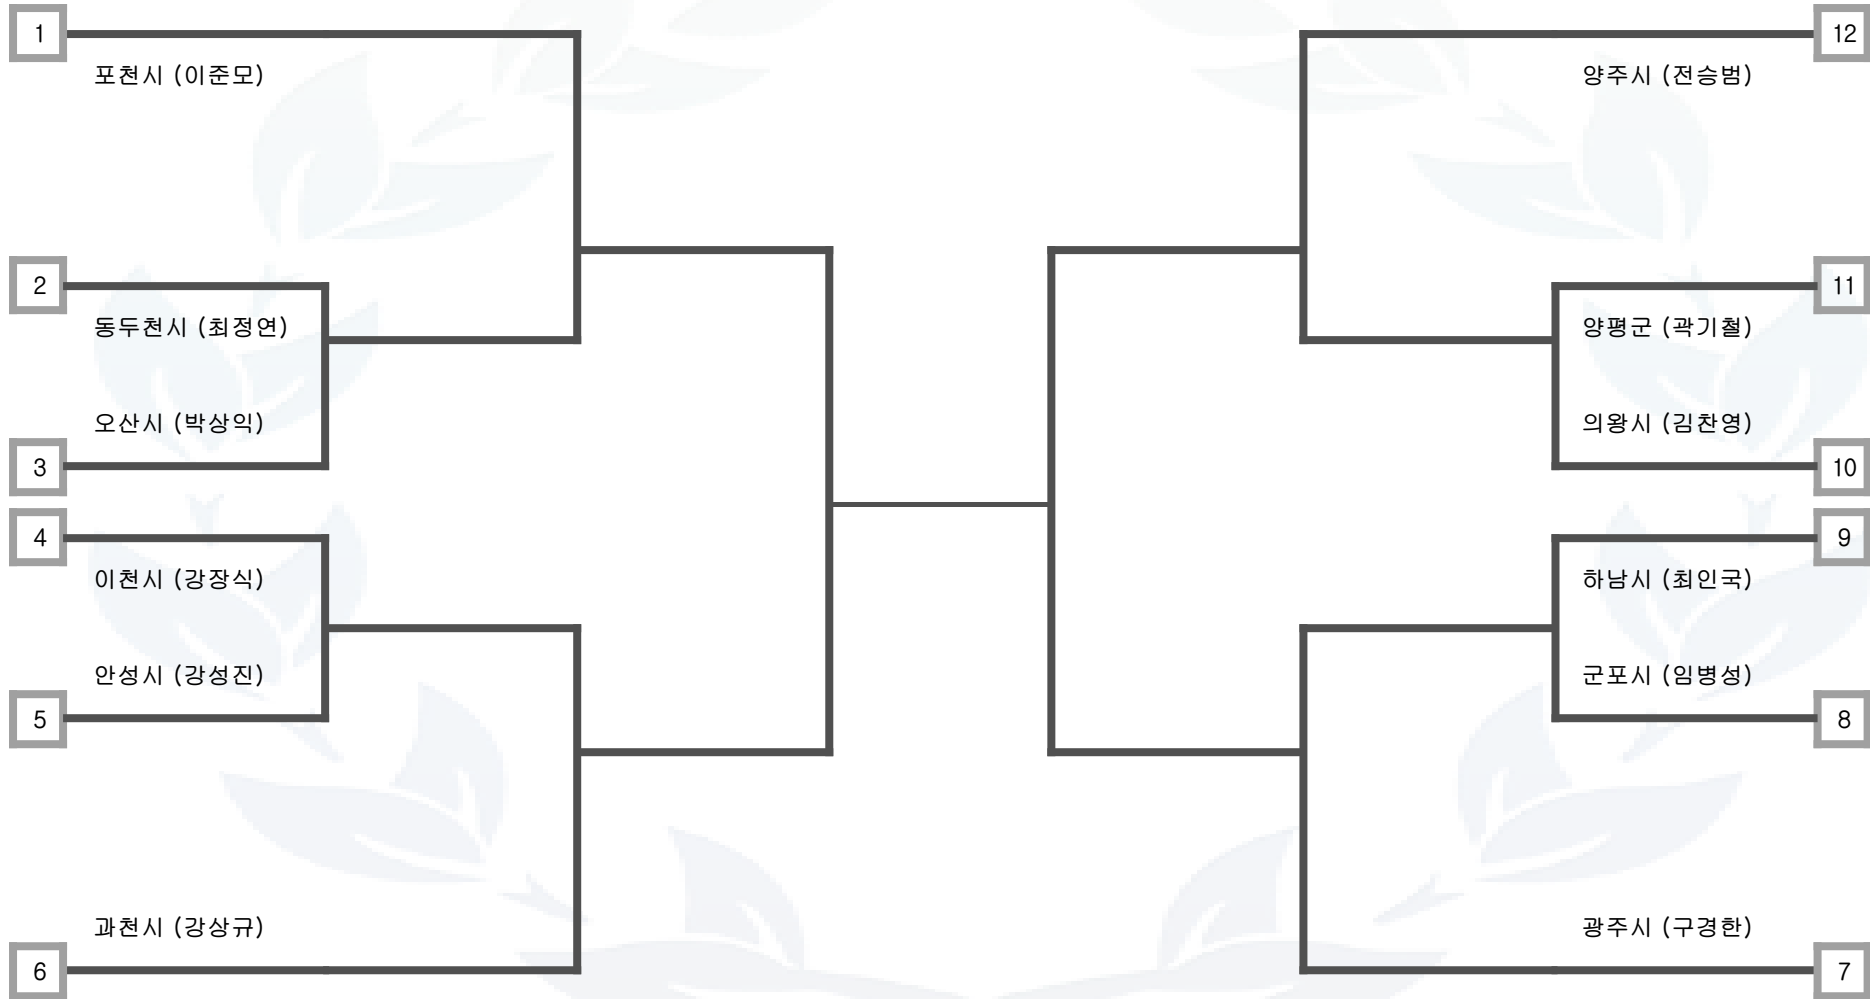 1
포천시 (이준모)
2
동두천시 (최정연)
오산시 (박상익)
3
4
이천시 (강장식)
안성시 (강성진)
5
과천시 (강상규)
6
12
양주시 (전승범)
11
양평군 (곽기철)
의왕시 (김찬영)
10
9
하남시 (최인국)
군포시 (임병성)
8
광주시 (구경한)
7